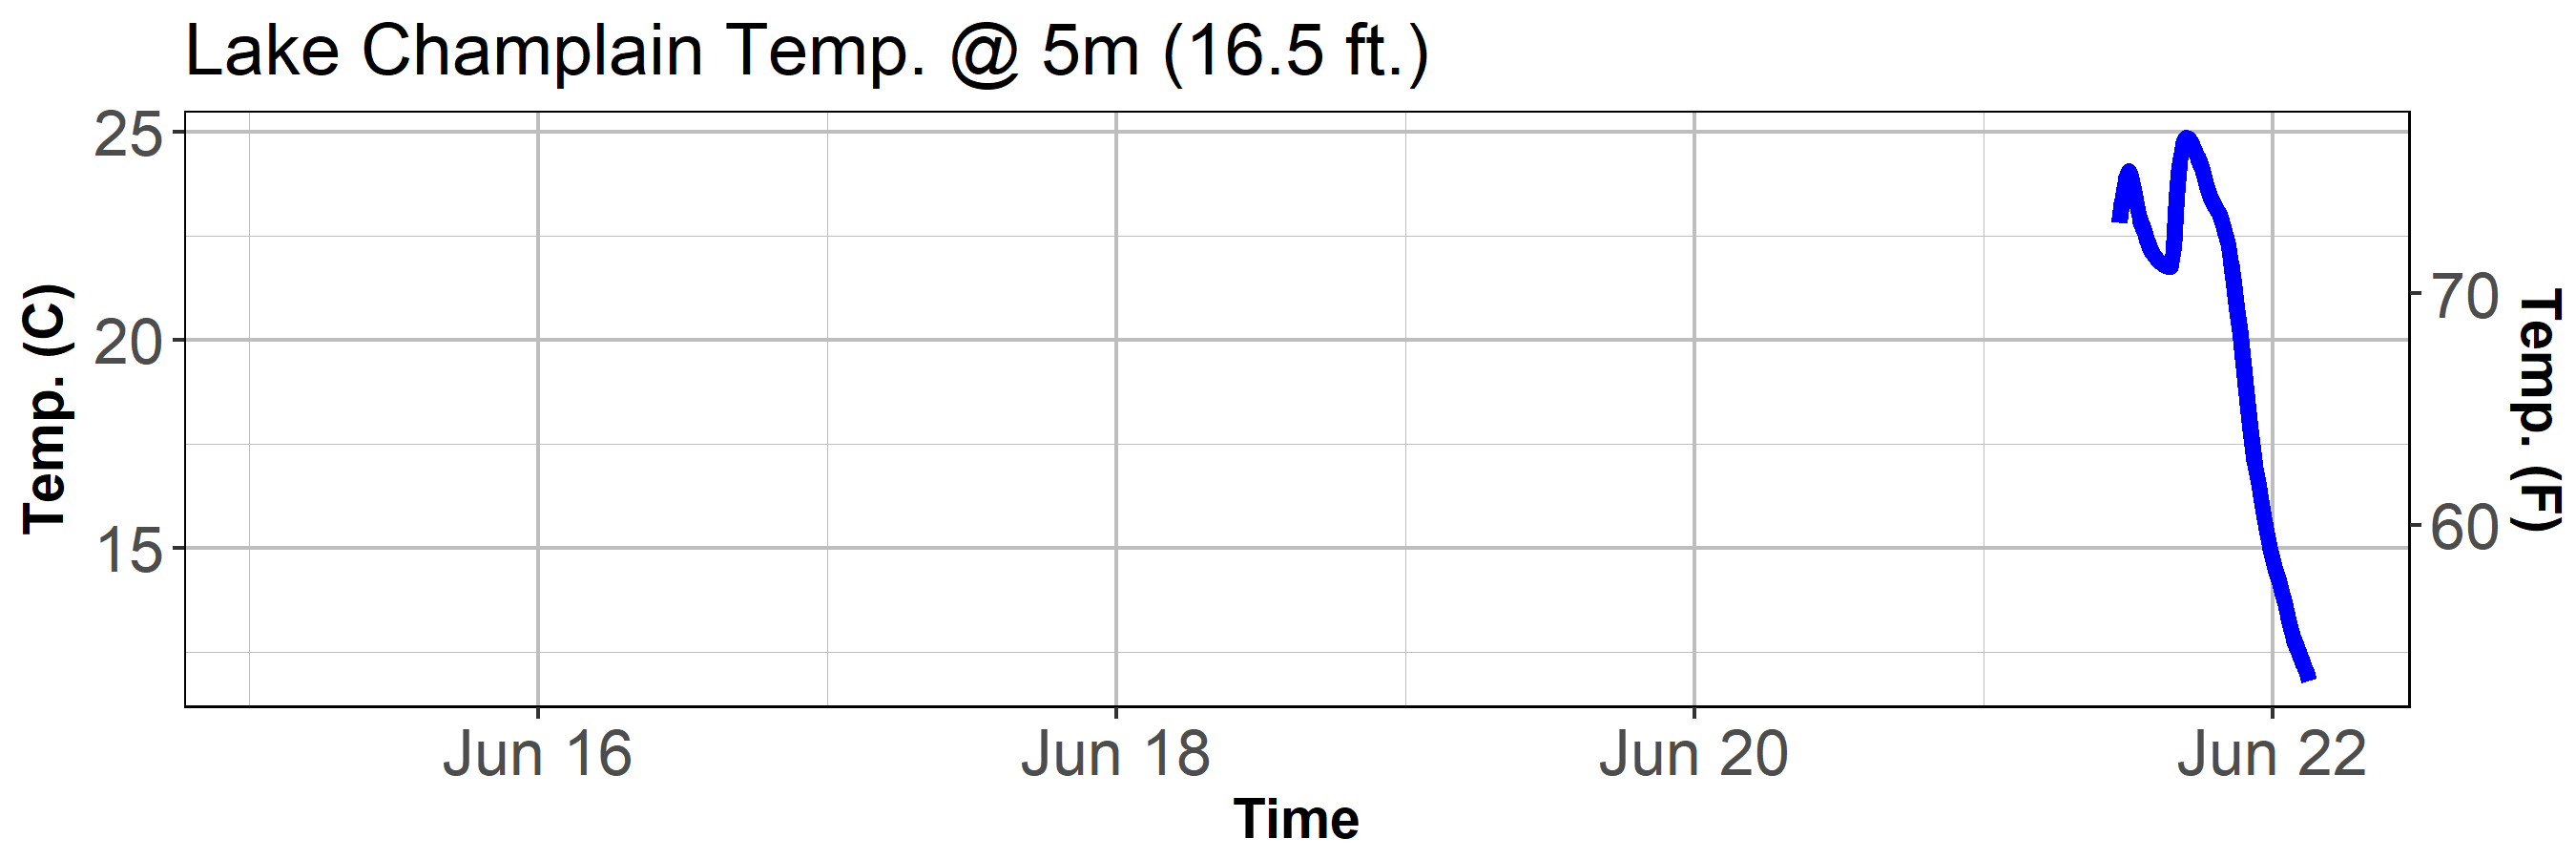 Lake Champlain Temp. @ 5m (16.5 ft.)
25
20
15
Temp. (C)
70
60
Temp. (F)
Jun 16 Jun 18 Jun 20 Jun 22
Time